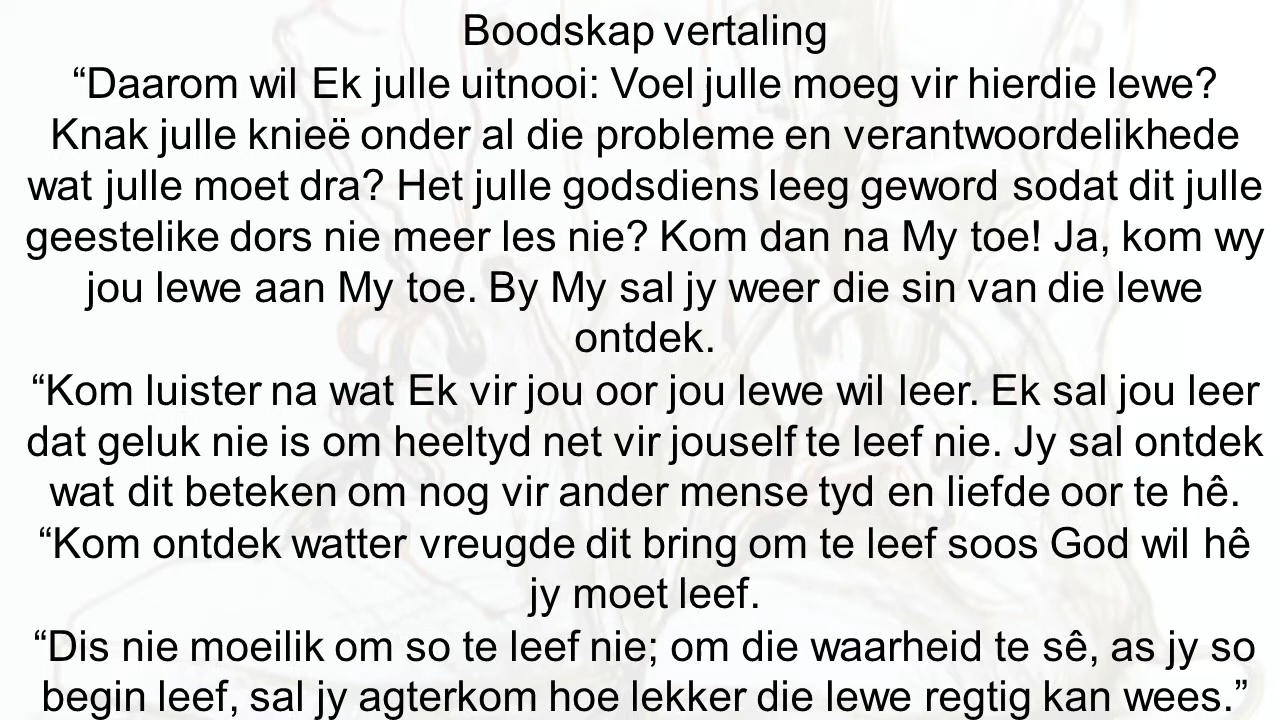 Boodskap vertaling
“Daarom wil Ek julle uitnooi: Voel julle moeg vir hierdie lewe?
Knak julle knieë onder al die probleme en verantwoordelikhede
wat julle moet dra? Het julle godsdiens leeg geword sodat dit julle
geestelike dors nie meer les nie? Kom dan na My toe! Ja, kom wy
jou lewe aan My toe. By My sal jy weer die sin van die lewe
ontdek.
“Kom luister na wat Ek vir jou oor jou lewe wil leer. Ek sal jou leer
dat geluk nie is om heeltyd net vir jouself te leef nie. Jy sal ontdek
wat dit beteken om nog vir ander mense tyd en liefde oor te hê.
“Kom ontdek watter vreugde dit bring om te leef soos God wil hê
jy moet leef.
“Dis nie moeilik om so te leef nie; om die waarheid te sê, as jy so
begin leef, sal jy agterkom hoe lekker die lewe regtig kan wees.”